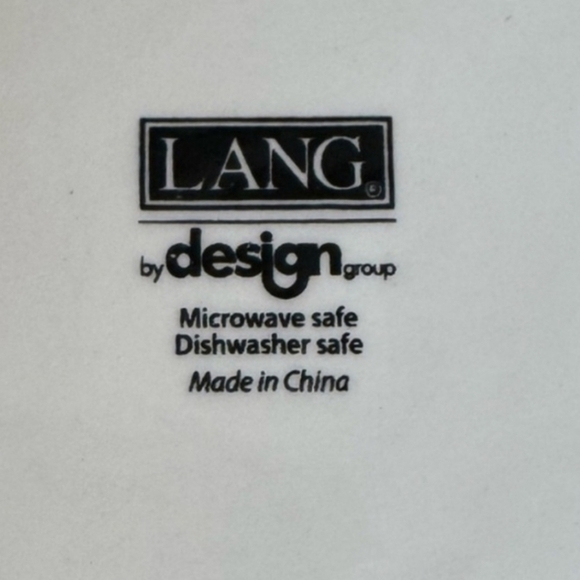 LANG®
by design group
Microwave safe
Dishwasher safe
Made in China